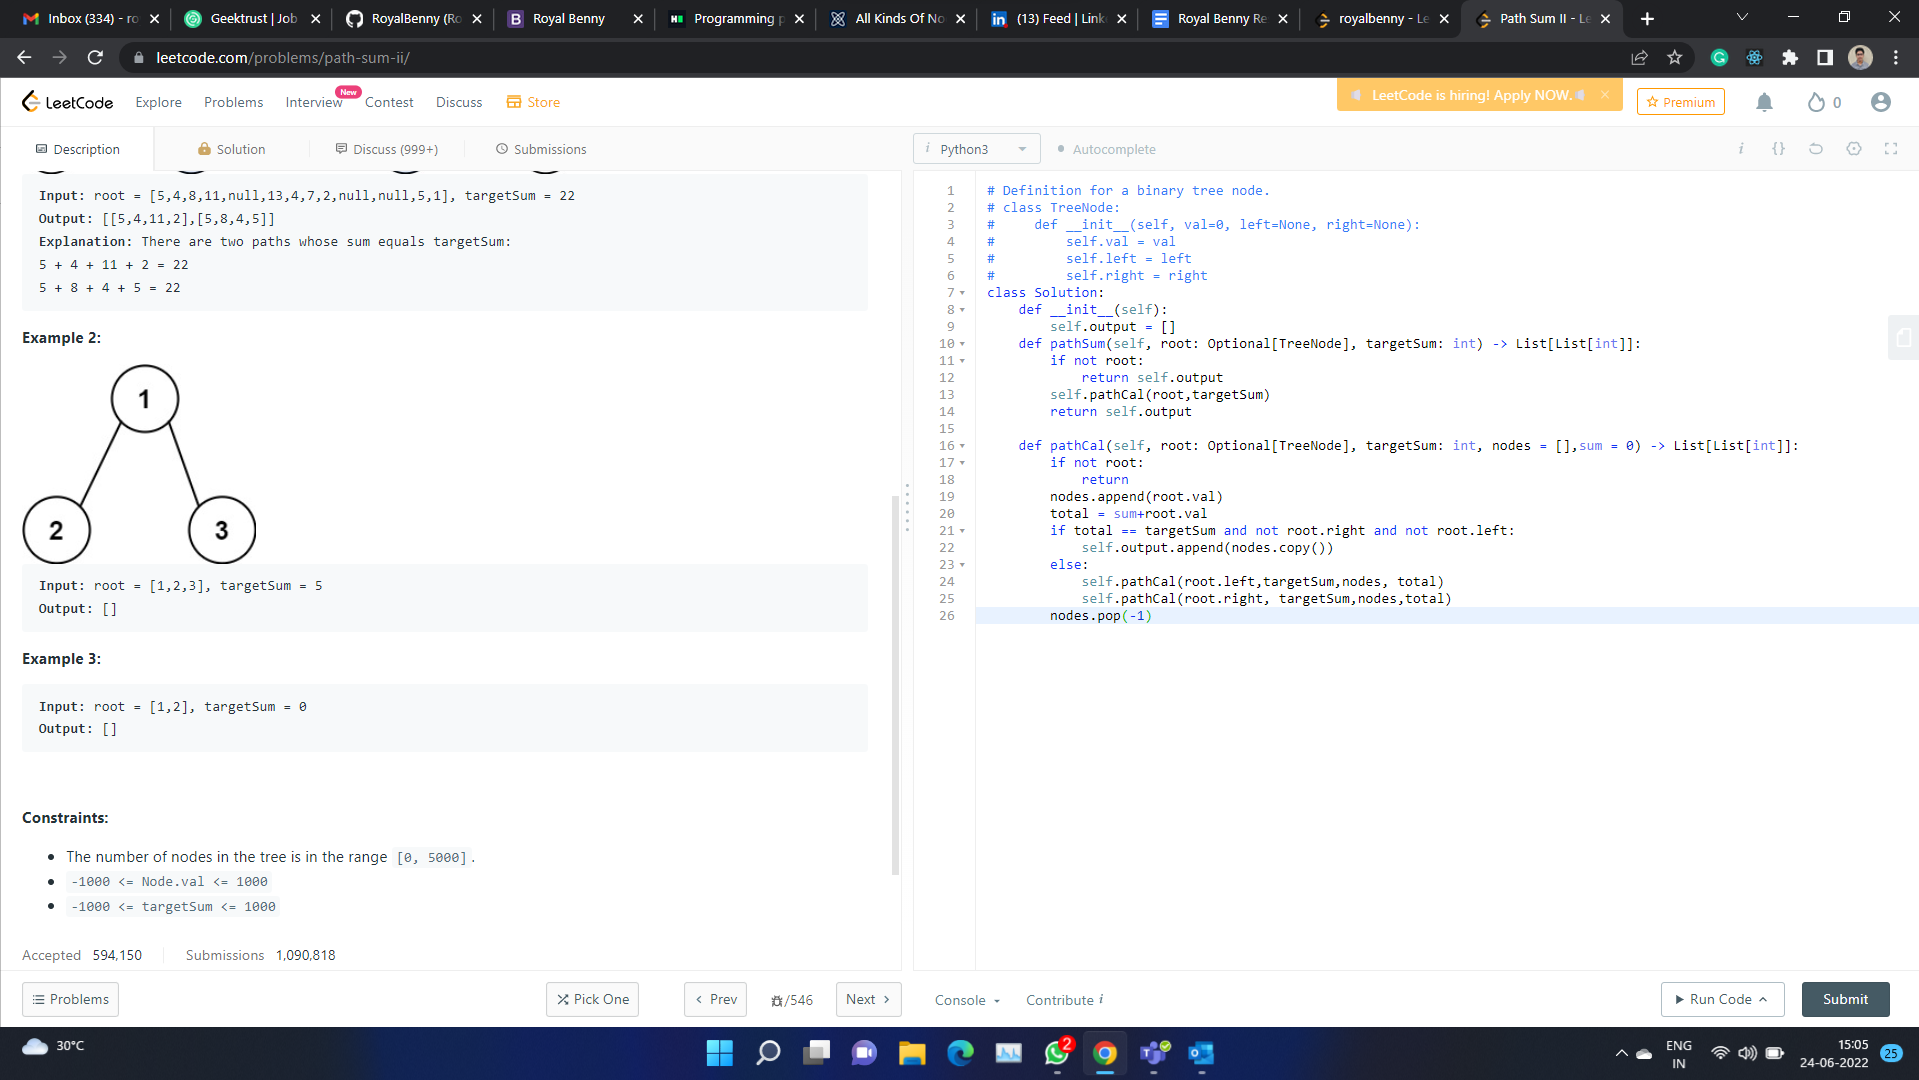 Inbox (334) - ro
Geektrust | Job
RoyalBenny (Ro
Royal Benny
Programming p
All Kinds Of No
(13) Feed | Link
Royal Benny Re
royalbenny - Le
Path Sum II - Le
leetcode.com/problems/path-sum-ii/
LeetCode
Explore
Problems
Interview
New
Contest
Discuss
Store
LeetCode is hiring! Apply NOW.
Premium
0
Description
Solution
Discuss (999+)
Submissions
i Python3
Autocomplete
Input: root = [5,4,8,11,null,13,4,7,2,null,null,5,1], targetSum = 22
Output: [[5,4,11,2],[5,8,4,5]]
Explanation: There are two paths whose sum equals targetSum:
5 + 4 + 11 + 2 = 22
5 + 8 + 4 + 5 = 22
Example 2:
1
2
3
Input: root = [1,2,3], targetSum = 5
Output: []
Example 3:
Input: root = [1,2], targetSum = 0
Output: []
Constraints:
The number of nodes in the tree is in the range [0, 5000].
-1000 <= Node.val <= 1000
-1000 <= targetSum <= 1000
Accepted 594,150
Submissions 1,090,818
1 # Definition for a binary tree node.
2 # class TreeNode:
3 #     def __init__(self, val=0, left=None, right=None):
4 #         self.val = val
5 #         self.left = left
6 #         self.right = right
7 class Solution:
8     def __init__(self):
9         self.output = []
10     def pathSum(self, root: Optional[TreeNode], targetSum: int) -> List[List[int]]:
11         if not root:
12             return self.output
13         self.pathCal(root,targetSum)
14         return self.output
15
16     def pathCal(self, root: Optional[TreeNode], targetSum: int, nodes = [],sum = 0) -> List[List[int]]:
17         if not root:
18             return
19         nodes.append(root.val)
20         total = sum+root.val
21         if total == targetSum and not root.right and not root.left:
22             self.output.append(nodes.copy())
23         else:
24             self.pathCal(root.left,targetSum,nodes, total)
25             self.pathCal(root.right, targetSum,nodes,total)
26         nodes.pop(-1)
Problems
Pick One
Prev
/546
Next
Console
Contribute i
Run Code
Submit
30°C
2
ENG
IN
15:05
24-06-2022
25